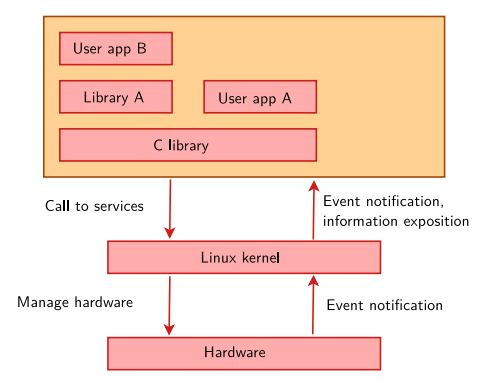 User app B
Library A
User app A
C library
Call to services
Event notification,
information exposition
Linux kernel
Manage hardware
Event notification
Hardware